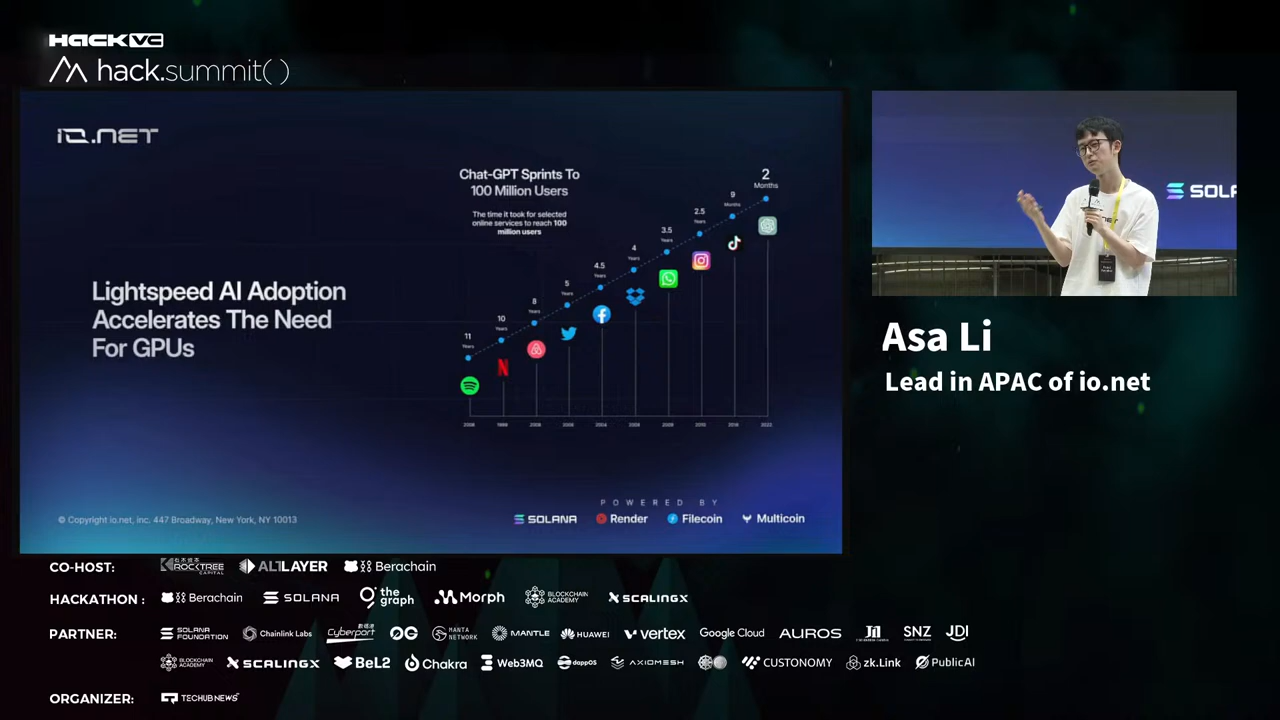 HACK VC
hack.summit()
iO.NET
Chat-GPT Sprints To
100 Million Users
The time it took for selected
online services to reach 100
million users
Lightspeed AI Adoption
Accelerates The Need
For GPUs
11
Years
10
Years
8
Years
5
Years
4.5
Years
4
Years
3.5
Years
2.5
Years
9
Months
2
Months
POWERED BY
© Copyright io.net, inc. 447 Broadway, New York, NY 10013
SOLANA Render Filecoin Multicoin
SOLA
Asa Li
Lead in APAC of io.net
CO-HOST: ROCKTREE CAPITAL ALTLAYER Berachain
HACKATHON : Berachain SOLANA the graph Morph BLOCKCHAIN ACADEMY SCALINGX
PARTNER: SOLANA FOUNDATION Chainlink Labs Cyberport 数碼港 0G MANTA NETWORK MANTLE HUAWEI vertex Google Cloud AUROS SNZ JDI
BLOCKCHAIN ACADEMY SCALINGX BeL2 Chakra Web3MQ dappOS AXIOMESH CUSTONOMY zk.Link PublicAI
ORGANIZER: TECHUB NEWS